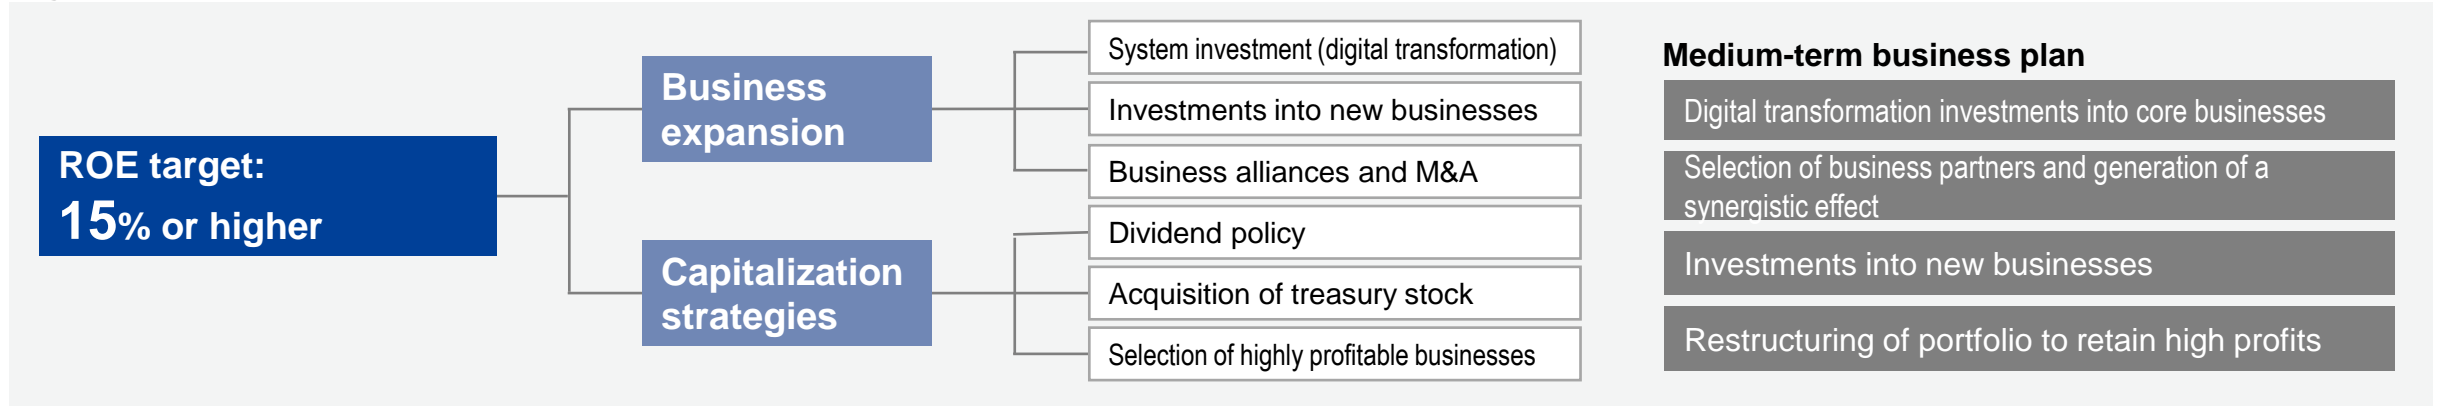 ROE target:
15% or higher
Business
expansion
Capitalization
strategies
System investment (digital transformation)
Investments into new businesses
Business alliances and M&A
Dividend policy
Acquisition of treasury stock
Selection of highly profitable businesses
Medium-term business plan
Digital transformation investments into core businesses
Selection of business partners and generation of a
synergistic effect
Investments into new businesses
Restructuring of portfolio to retain high profits